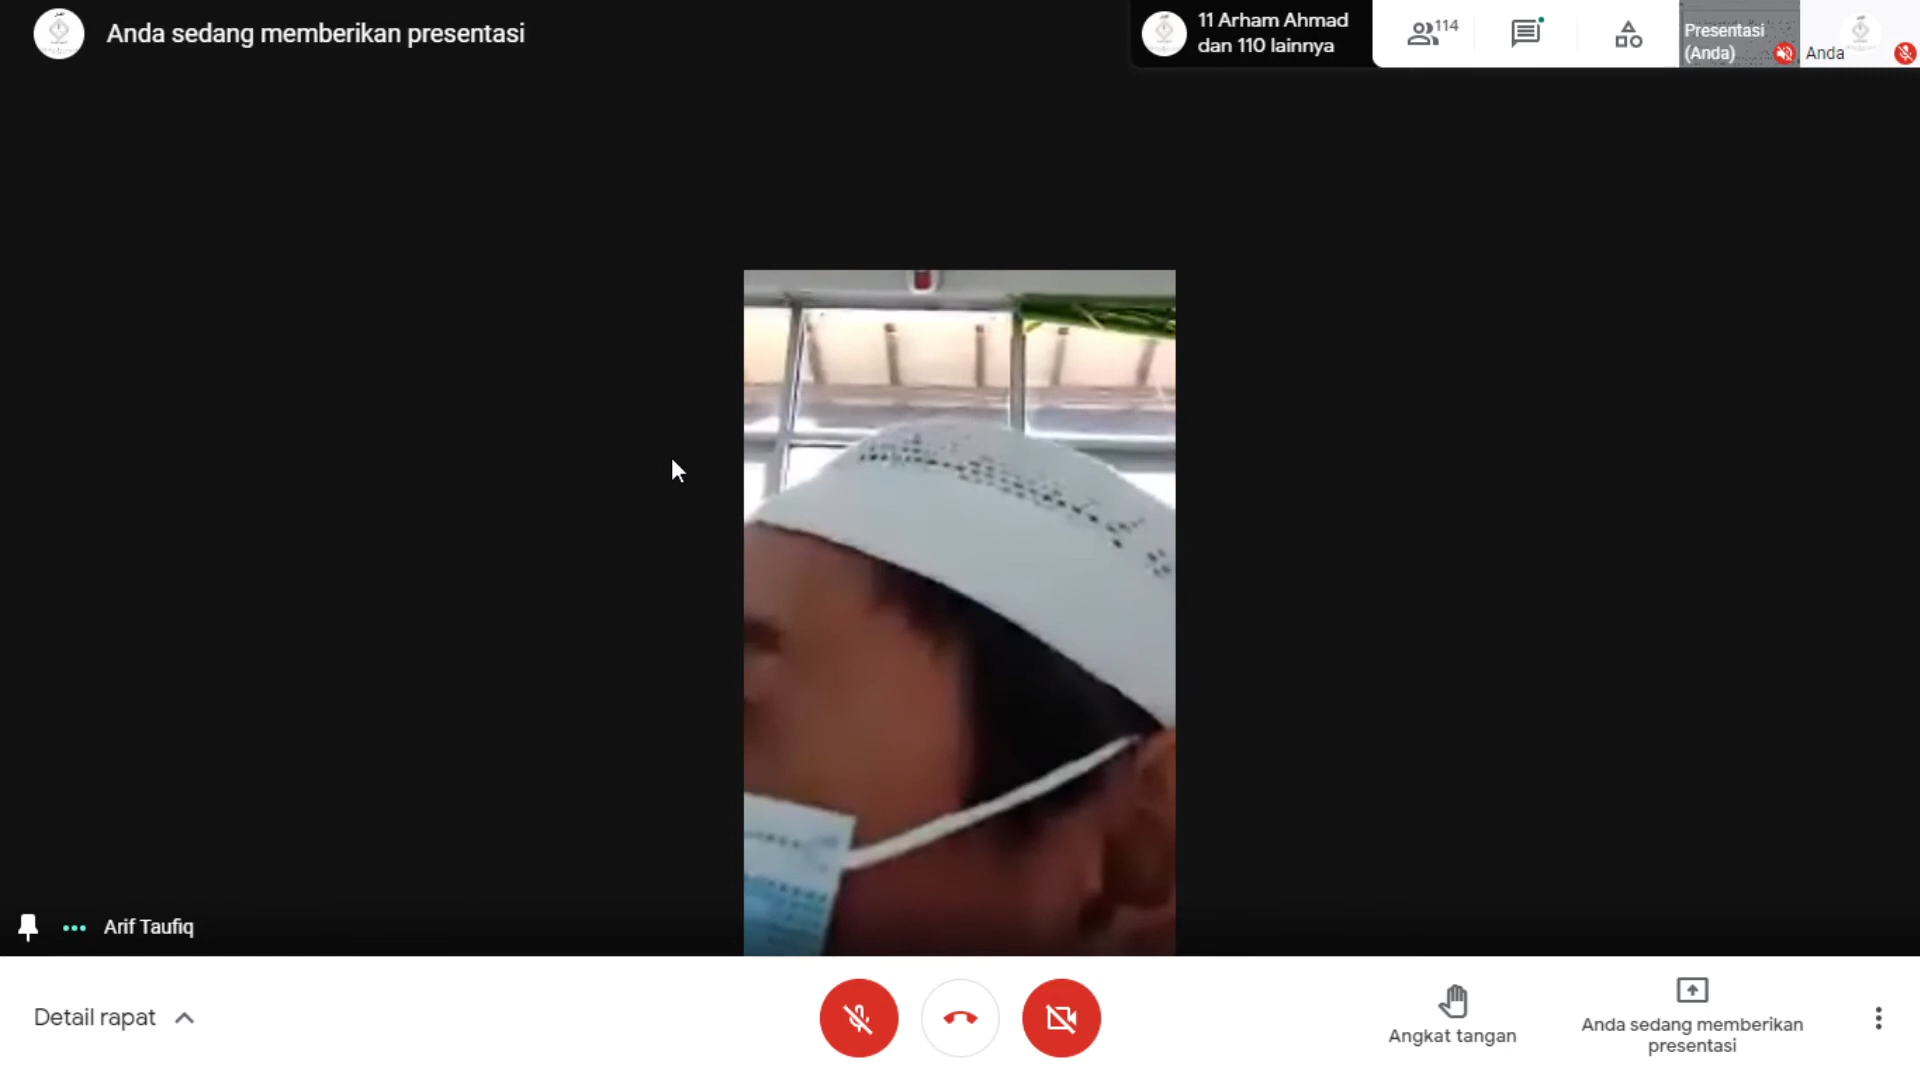 Anda sedang memberikan presentasi
11 Arham Ahmad
dan 110 lainnya
114
Presentasi
(Anda)
Anda
Arif Taufiq
Detail rapat
Angkat tangan
Anda sedang memberikan
presentasi